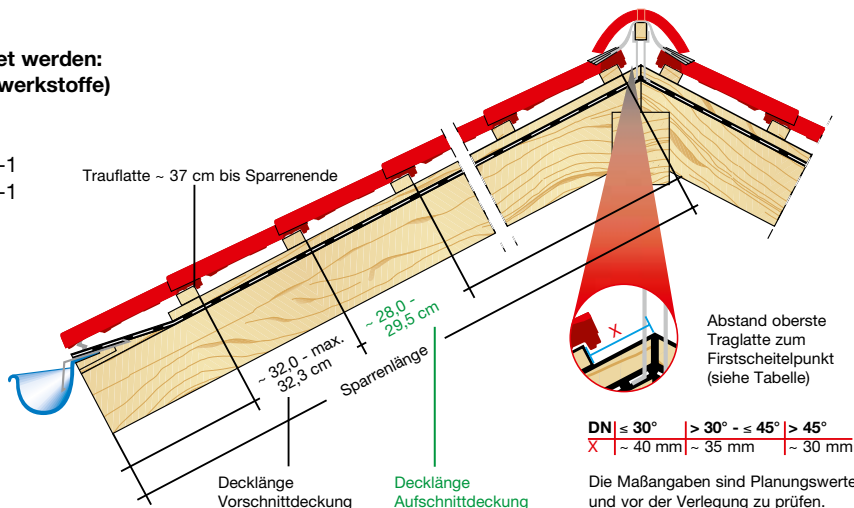 et werden:
werkstoffe)
-1
-1
Trauflatte ~ 37 cm bis Sparrenende
~ 32,0 - max.
32,3 cm
~ 28,0 -
29,5 cm
Sparrenlänge
Decklänge
Vorschnittdeckung
Decklänge
Aufschnittdeckung
X
Abstand oberste
Traglatte zum
Firstscheitelpunkt
(siehe Tabelle)
DN ≤ 30° > 30° - ≤ 45° > 45°
X ~ 40 mm ~ 35 mm ~ 30 mm
Die Maßangaben sind Planungswerte
und vor der Verlegung zu prüfen.